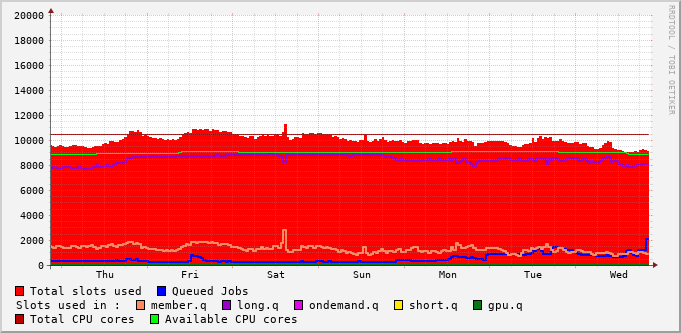 RRDTOOL / TOBI OETIKER
20000
18000
16000
14000
12000
10000
8000
6000
4000
2000
0
Thu Fri Sat Sun Mon Tue Wed
Total slots used Queued Jobs
Slots used in : member.q long.q ondemand.q short.q gpu.q
Total CPU cores Available CPU cores